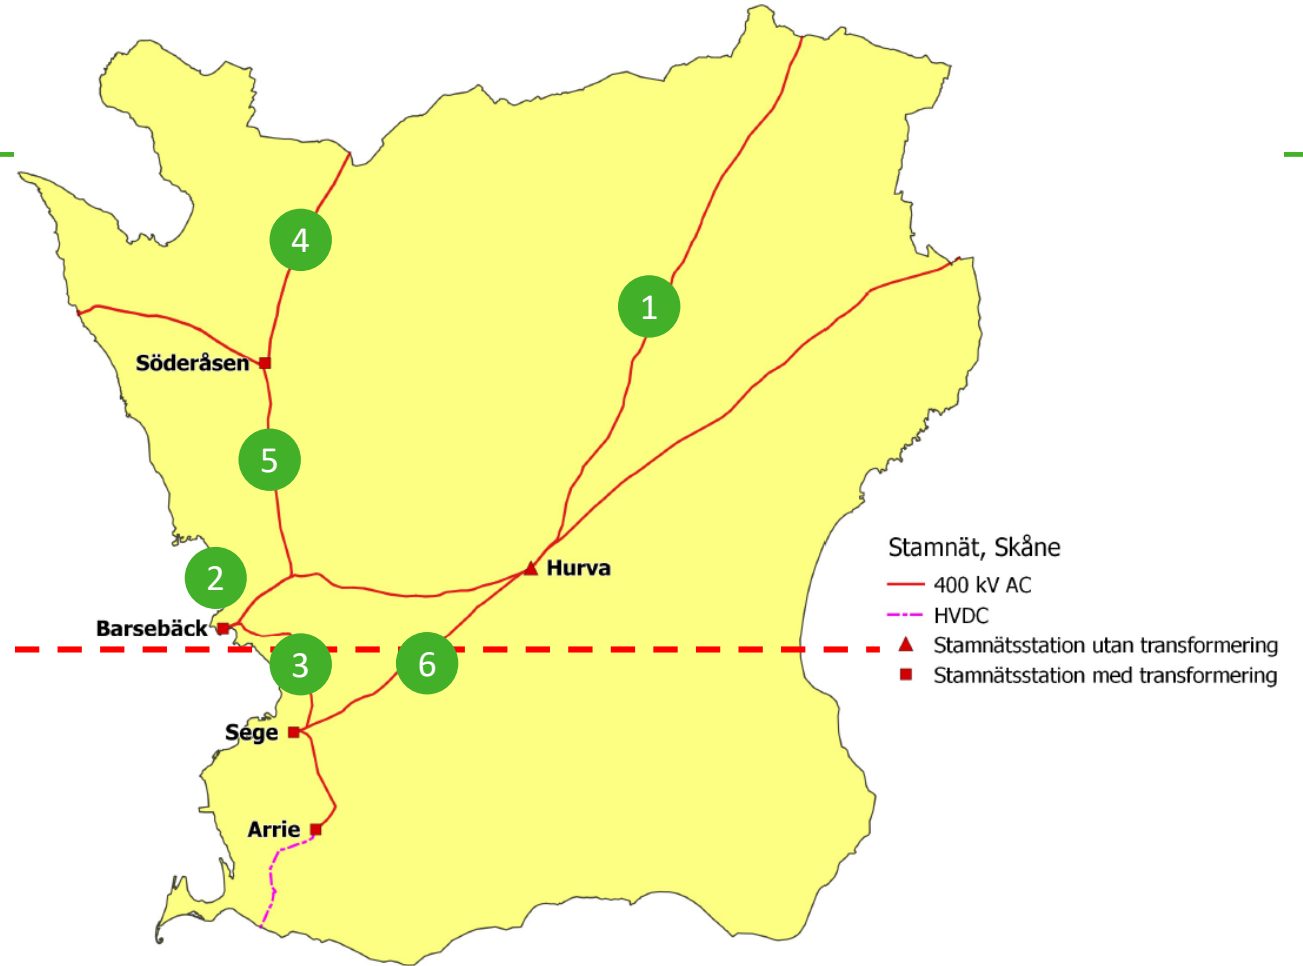 4
1
Söderåsen
5
Stamnät, Skåne
2
Hurva
400 kV AC
HVDC
Barsebäck
Stamnätsstation utan transformering
3
6
Stamnätsstation med transformering
Sege
Arrie